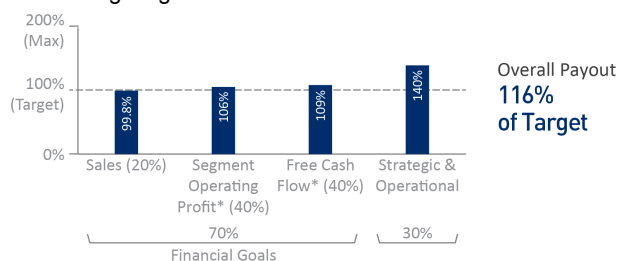 200%
(Max)
100%
(Target)
0%
99.8%
106%
109%
140%
Sales (20%)
Segment
Operating
Profit* (40%)
Free Cash
Flow* (40%)
Strategic &
Operational
70%
30%
Financial Goals
Overall Payout
116%
of Target